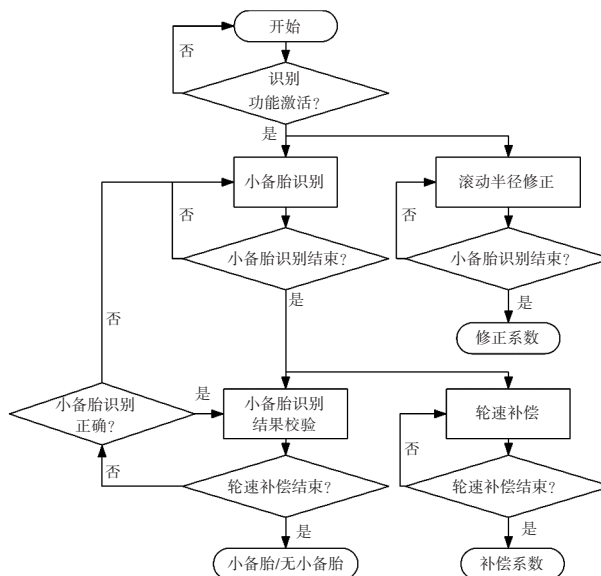 开始
否
识别
功能激活?
是
小备胎识别
滚动半径修正
否
否
小备胎识别结束?
小备胎识别结束?
是
是
否
修正系数
小备胎识别
正确?
是
小备胎识别
结果校验
轮速补偿
否
否
轮速补偿结束?
轮速补偿结束?
是
是
小备胎/无小备胎
补偿系数